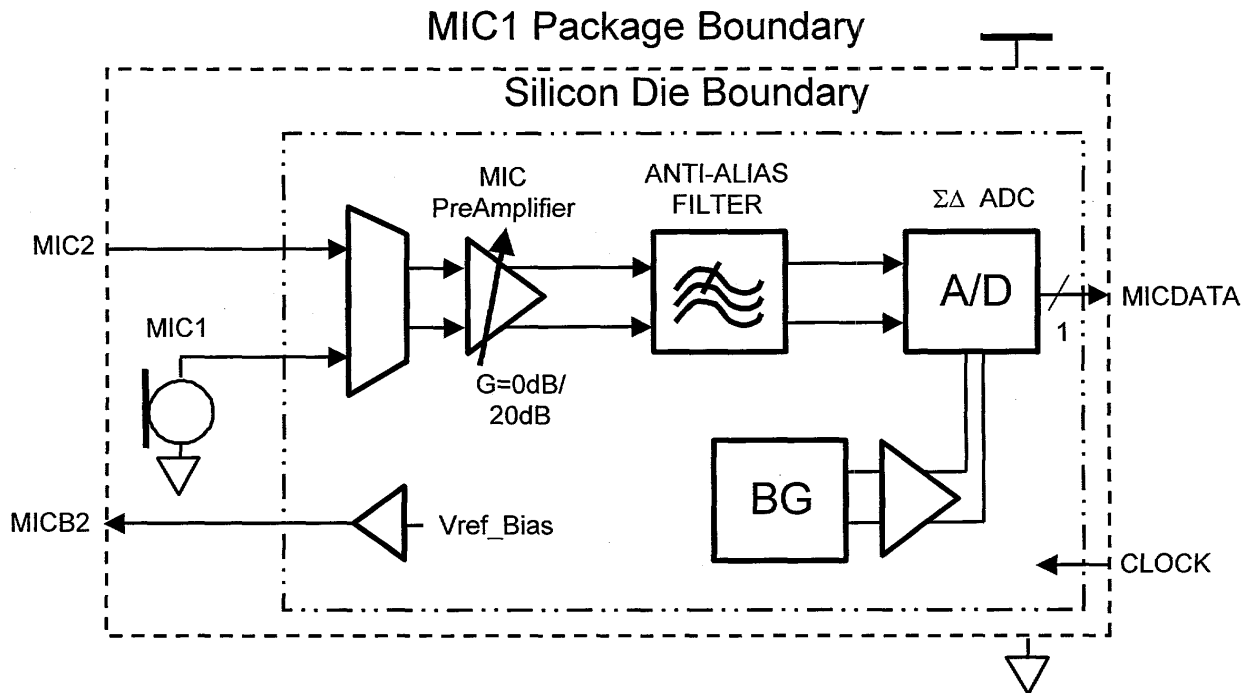 MIC1 Package Boundary
Silicon Die Boundary
MIC
PreAmplifier
ANTI-ALIAS
FILTER
ΣΔ ADC
MIC2
A/D
MICDATA
1
MIC1
G=0dB/
20dB
BG
MICB2
Vref_Bias
CLOCK